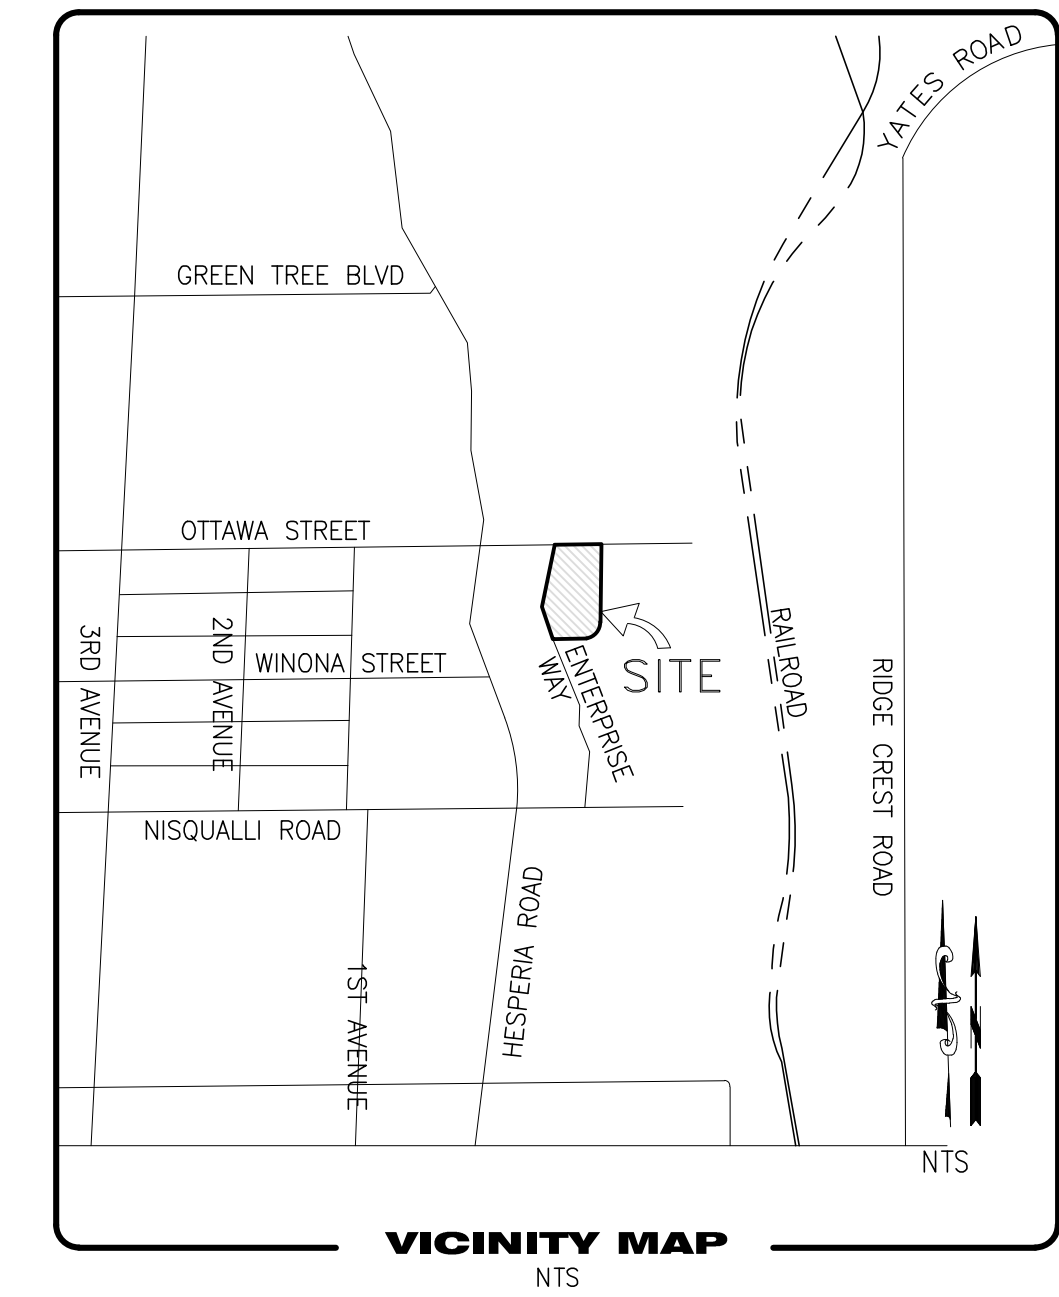 YATES ROAD
GREEN TREE BLVD
OTTAWA STREET
3RD AVENUE
2ND AVENUE
WINONA STREET
ENTERPRISE
WAY
SITE
RAILROAD
RIDGE CREST ROAD
NISQUALLI ROAD
1ST AVENUE
HESPERIA ROAD
N
NTS
VICINITY MAP
NTS